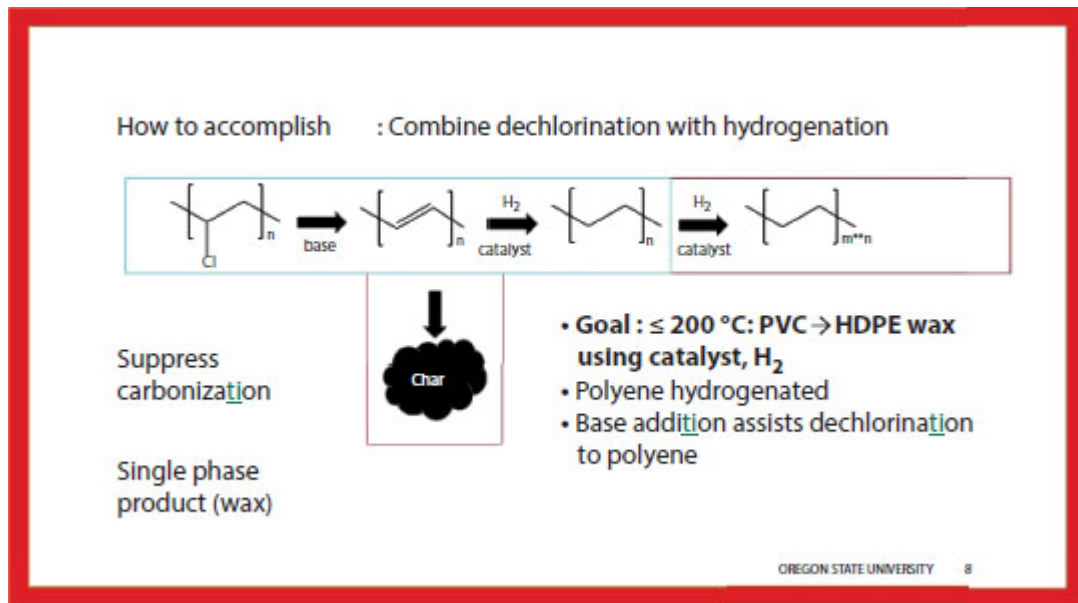 How to accomplish : Combine dechlorination with hydrogenation
n
Cl
base
n
H2
catalyst
n
H2
catalyst
m**n
Char
Suppress
carbonization
Single phase
product (wax)
• Goal : ≤ 200 °C: PVC → HDPE wax
using catalyst, H2
• Polyene hydrogenated
• Base addition assists dechlorination
to polyene
OREGON STATE UNIVERSITY 8